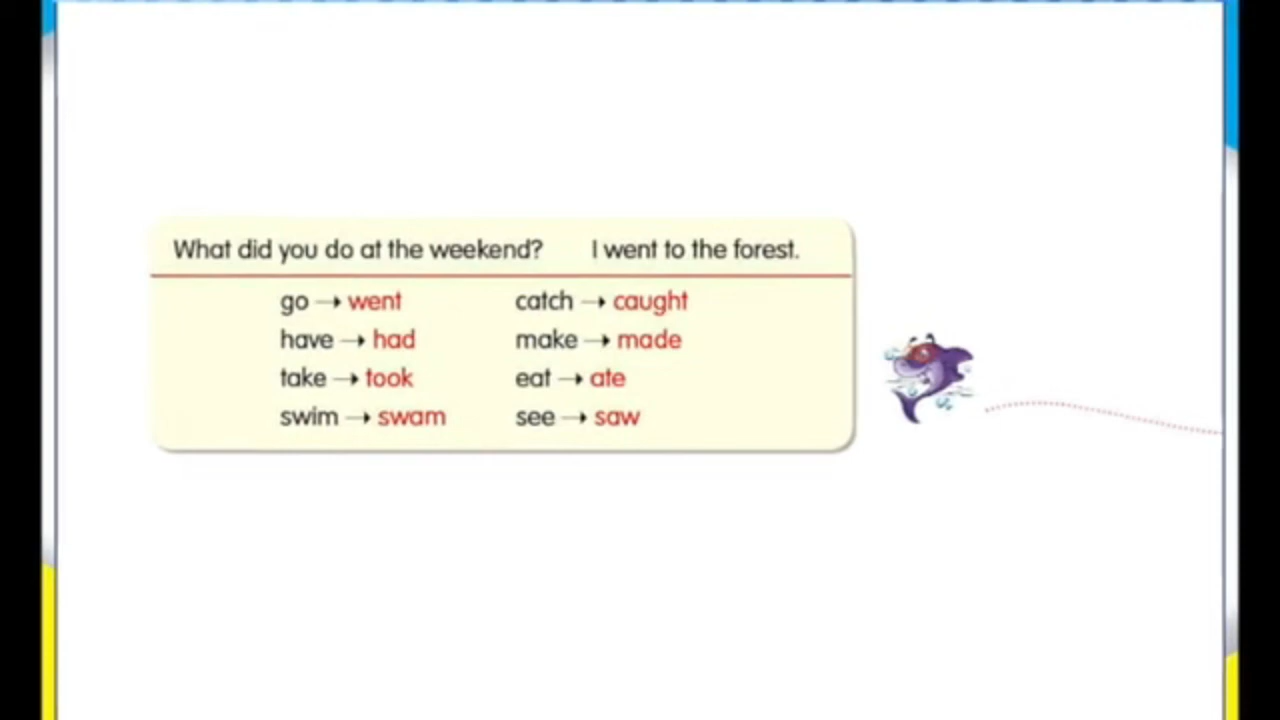 What did you do at the weekend? I went to the forest.
go → went catch → caught
have → had make → made
take → took eat → ate
swim → swam see → saw